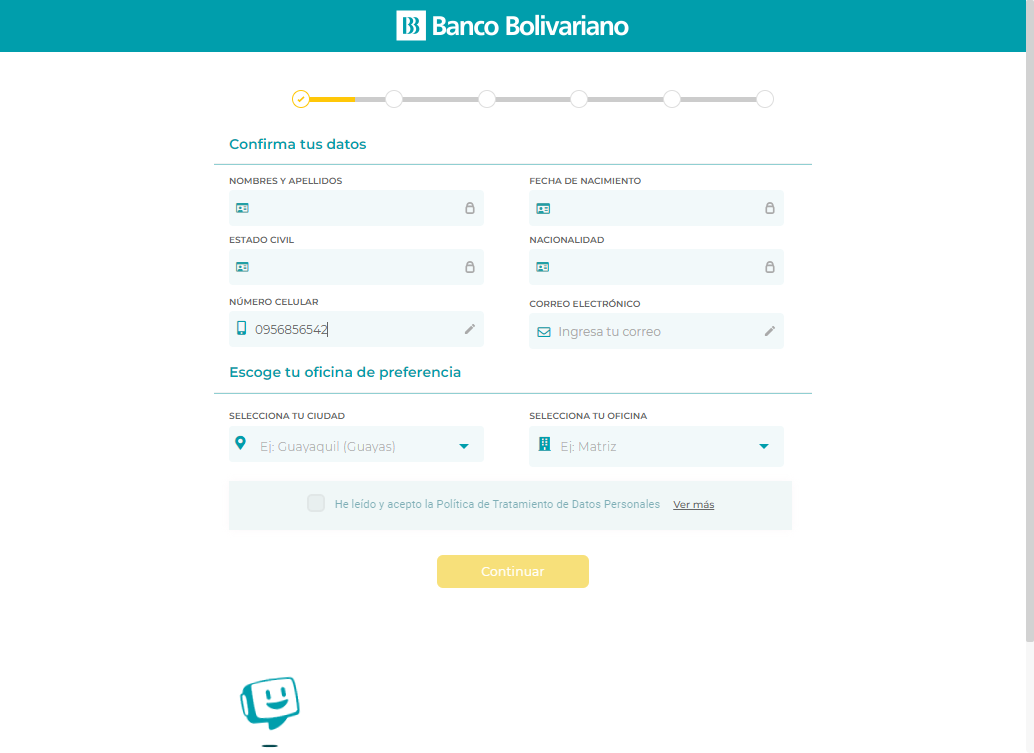 Banco Bolivariano
Confirma tus datos
NOMBRES Y APELLIDOS
FECHA DE NACIMIENTO
ESTADO CIVIL
NACIONALIDAD
NÚMERO CELULAR
0956856542
CORREO ELECTRÓNICO
Ingresa tu correo
Escoge tu oficina de preferencia
SELECCIONA TU CIUDAD
Ej: Guayaquil (Guayas)
SELECCIONA TU OFICINA
Ej: Matriz
He leído y acepto la Política de Tratamiento de Datos Personales Ver más
Continuar